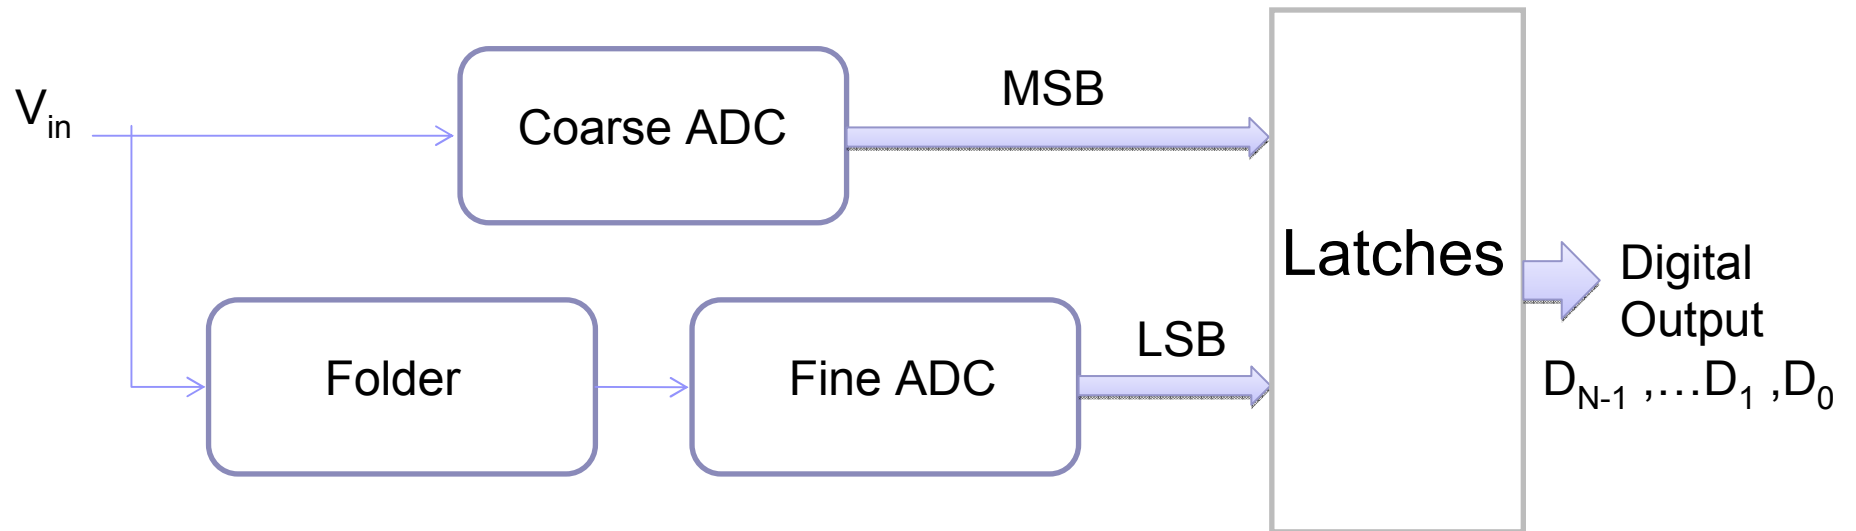 V_in
Coarse ADC
MSB
Folder
Fine ADC
LSB
Latches
Digital
Output
D_N-1 ,...D_1 ,D_0